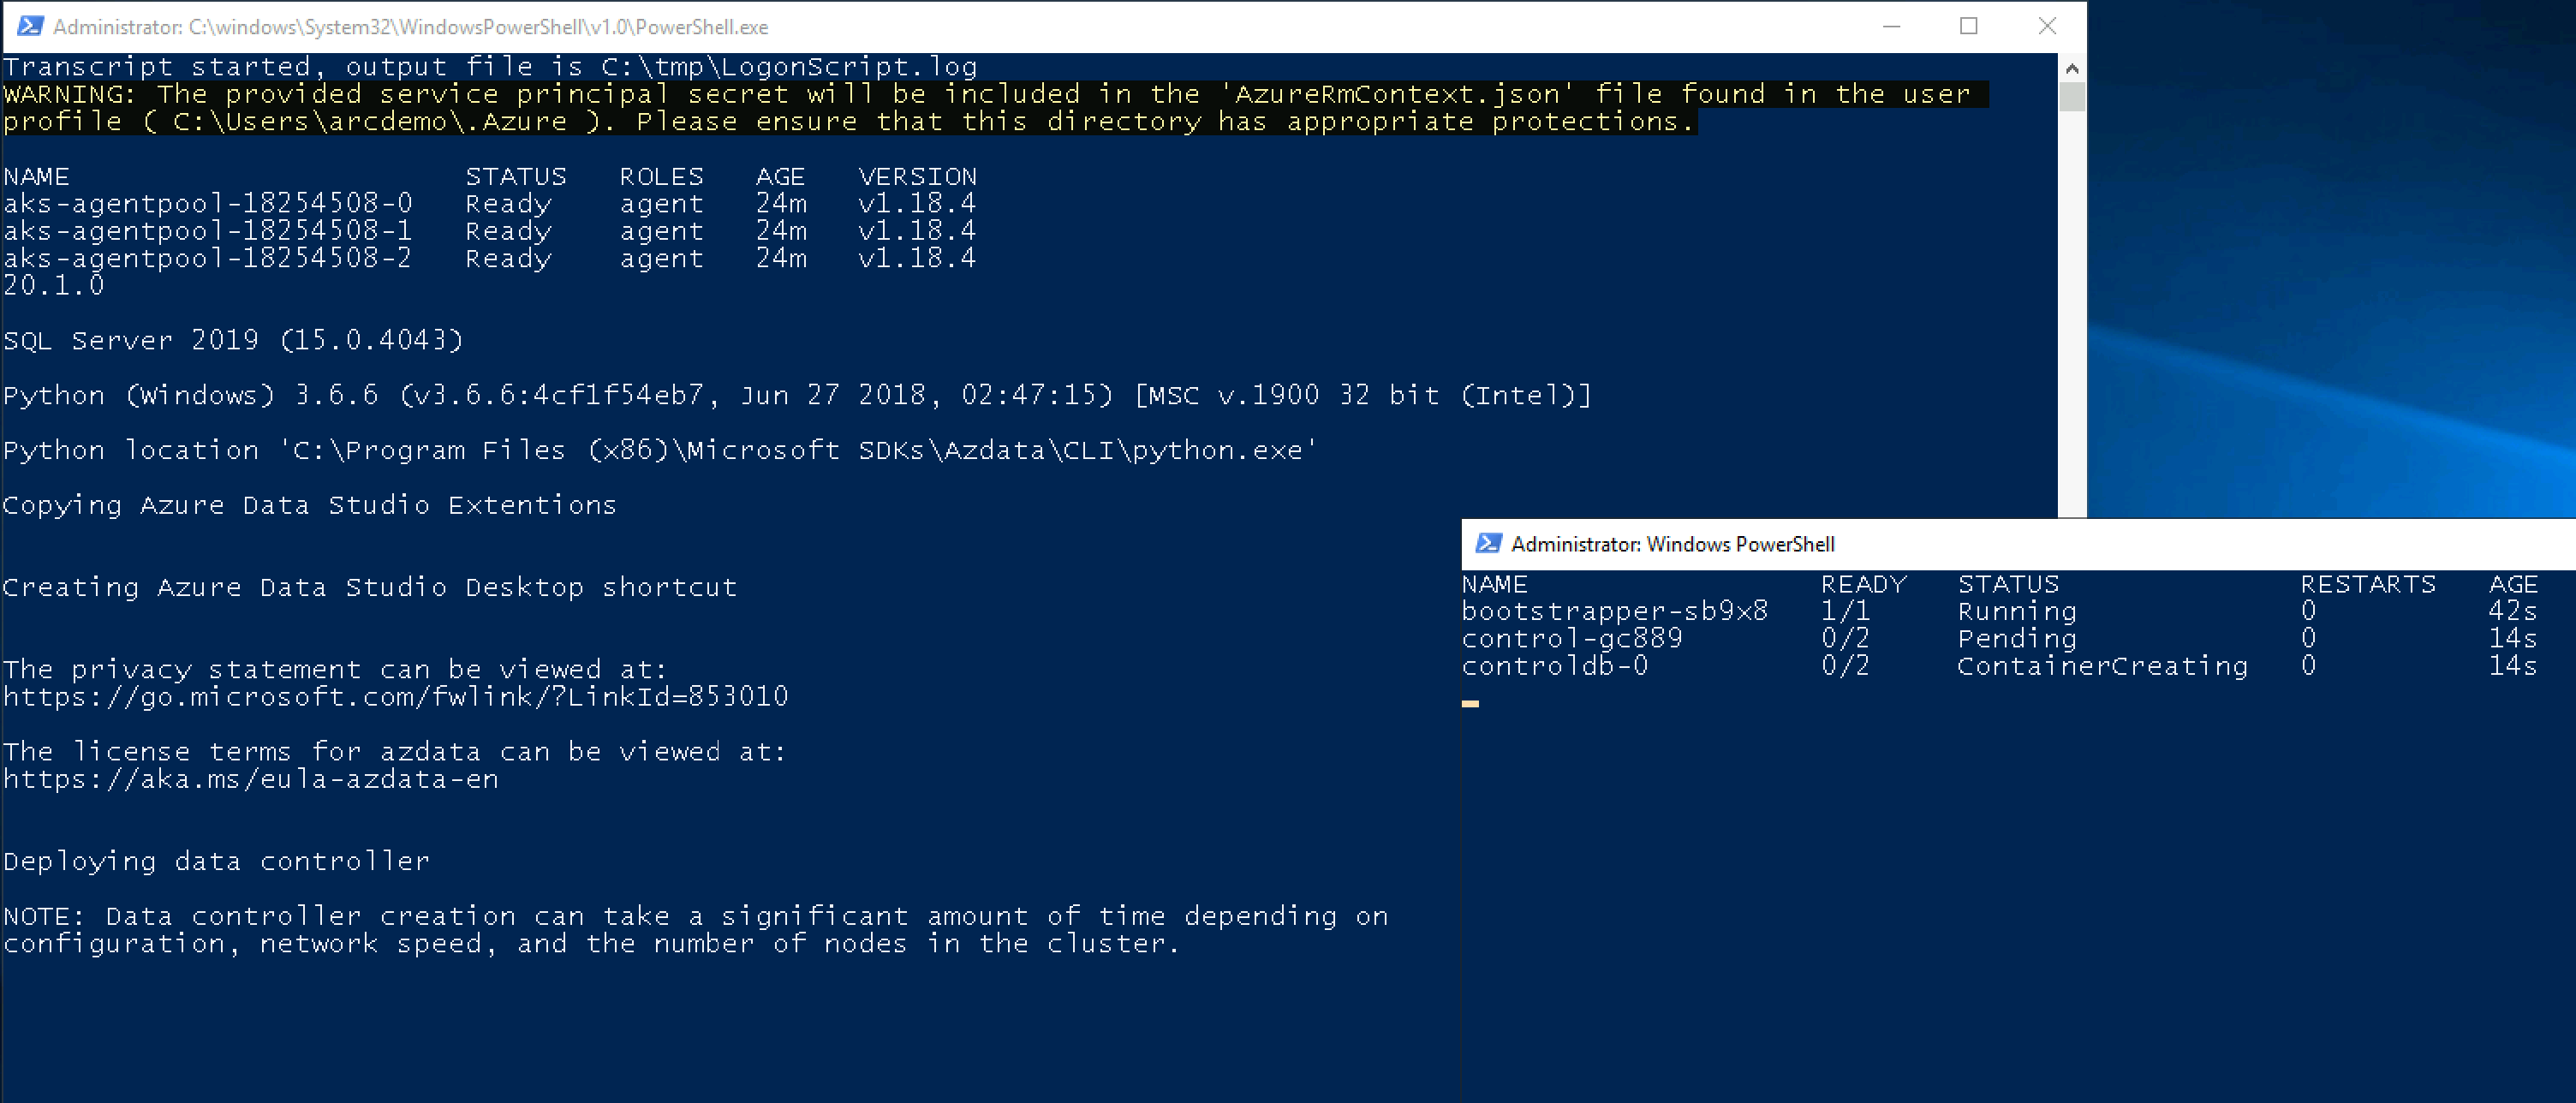 Administrator: C:\windows\System32\WindowsPowerShell\v1.0\PowerShell.exe
Transcript started, output file is C:\tmp\LogonScript.log
WARNING: The provided service principal secret will be included in the 'AzureRmContext.json' file found in the user
profile ( C:\Users\arcdemo\.Azure ). Please ensure that this directory has appropriate protections.
NAME STATUS ROLES AGE VERSION
aks-agentpool-18254508-0 Ready agent 24m v1.18.4
aks-agentpool-18254508-1 Ready agent 24m v1.18.4
aks-agentpool-18254508-2 Ready agent 24m v1.18.4
20.1.0
SQL Server 2019 (15.0.4043)
Python (Windows) 3.6.6 (v3.6.6:4cf1f54eb7, Jun 27 2018, 02:47:15) [MSC v.1900 32 bit (Intel)]
Python location 'C:\Program Files (x86)\Microsoft SDKs\Azdata\CLI\python.exe'
Copying Azure Data Studio Extentions
Creating Azure Data Studio Desktop shortcut
The privacy statement can be viewed at:
https://go.microsoft.com/fwlink/?LinkId=853010
The license terms for azdata can be viewed at:
https://aka.ms/eula-azdata-en
Deploying data controller
NOTE: Data controller creation can take a significant amount of time depending on
configuration, network speed, and the number of nodes in the cluster.
Administrator: Windows PowerShell
NAME READY STATUS RESTARTS AGE
bootstrapper-sb9x8 1/1 Running 0 42s
control-gc889 0/2 Pending 0 14s
controldb-0 0/2 ContainerCreating 0 14s